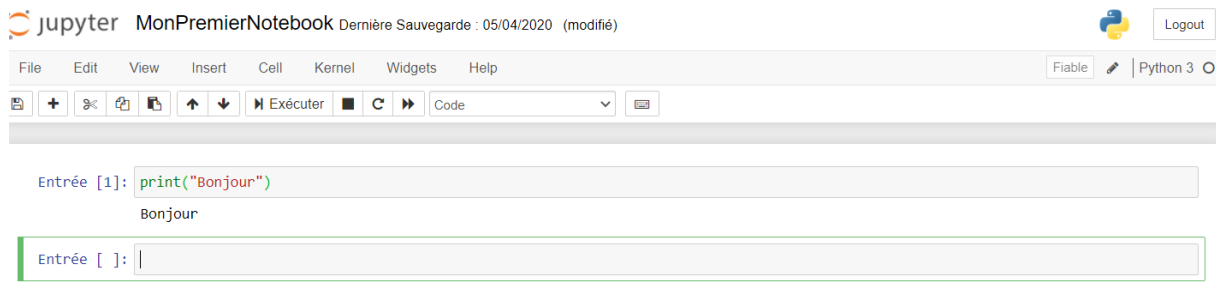 jupyter MonPremierNotebook Dernière Sauvegarde : 05/04/2020 (modifié) Logout
File Edit View Insert Cell Kernel Widgets Help Fiable Python 3
Exécuter Code
Entrée [1]: print("Bonjour")
Bonjour
Entrée [ ]: